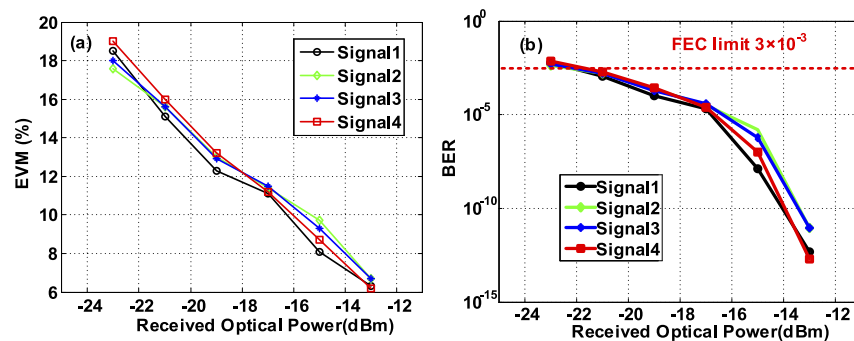 (a)
Signal1
Signal2
Signal3
Signal4
EVM (%)
20
18
16
14
12
10
8
6
-24
-22
-20
-18
-16
-14
-12
Received Optical Power(dBm)
(b)
FEC limit 3×10⁻³
BER
10⁰
10⁻⁵
10⁻¹⁰
10⁻¹⁵
Signal1
Signal2
Signal3
Signal4
-24
-22
-20
-18
-16
-14
-12
Received Optical Power(dBm)